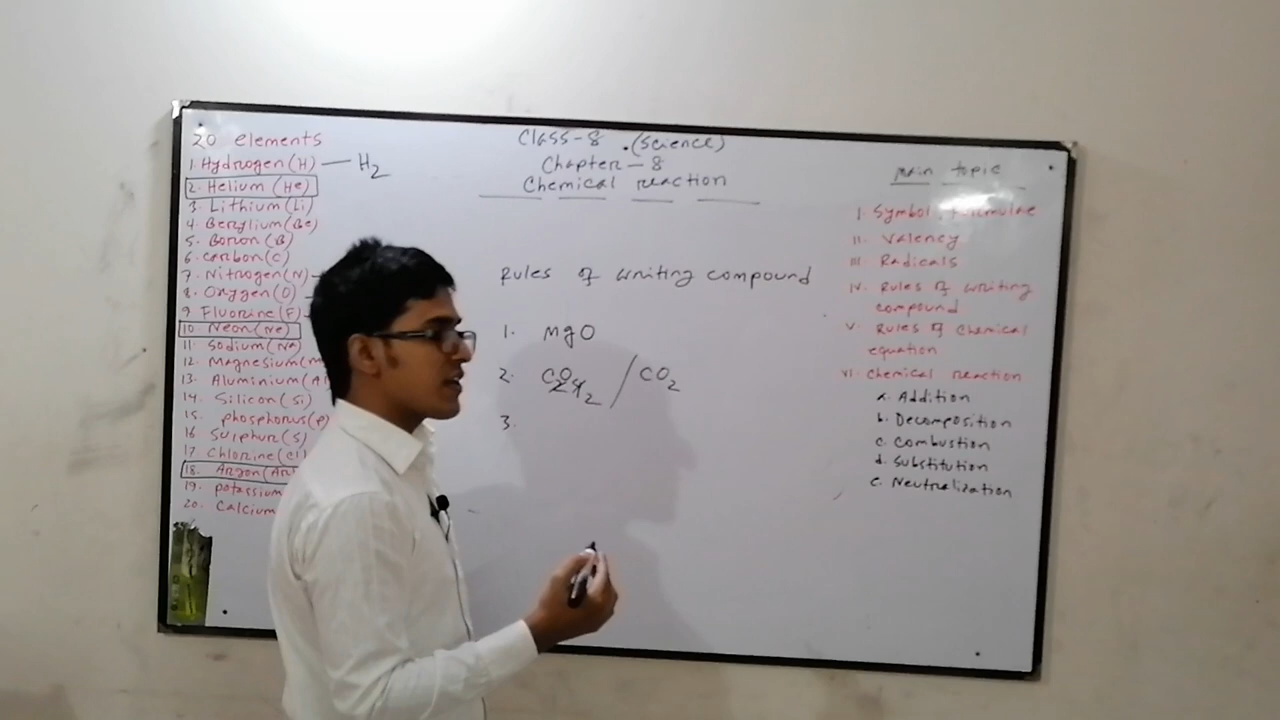 20 elements
1. Hydrogen (H) — H2
2. Helium (He)
3. Lithium (Li)
4. Berylium (Be)
5. Boron (B)
6. Carbon (C)
7. Nitrogen (N)
8. Oxygen (O)
9. Fluorine (F)
10. Neon (Ne)
11. Sodium (Na)
12. Magnesium (M
13. Aluminium (Al
14. Silicon (Si)
15. phosphorus (P)
16. Sulphur (S)
17. Chlorine (Cl)
18. Argon (Ar
19. potassium
20. Calcium
Class-8 (Science)
Chapter - 8
Chemical reaction
Rules of writing compound
1. MgO
2. / CO2
3.
main topic
I. Symbol, formulae
II. Valency
III. Radicals
IV. Rules of writing
compound
V. Rules of chemical
equation
VI. Chemical reaction
a. Addition
b. Decomposition
c. Combustion
d. Substitution
e. Neutralization